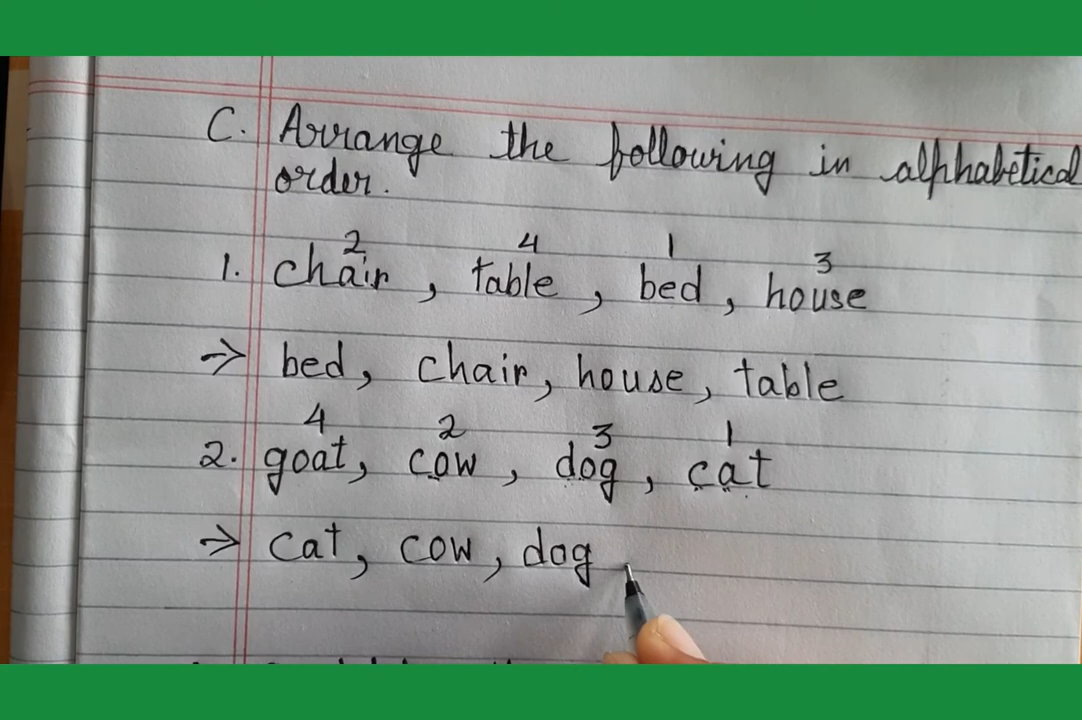 C. Arrange the following in alphabetical
order.
2 4 1 3
1. chair, table, bed, house
→ bed, chair, house, table
4 2 3 1
2. goat, cow, dog, cat
→ cat, cow, dog